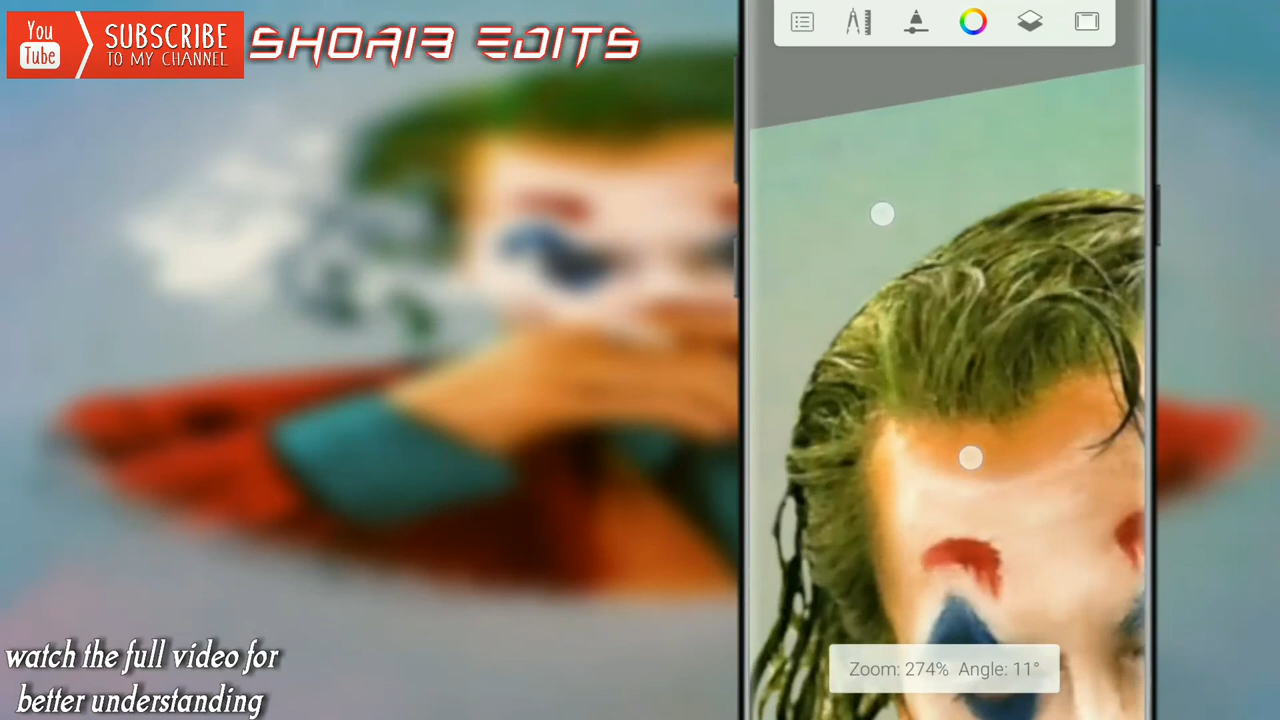 You
Tube
SUBSCRIBE
TO MY CHANNEL
SHOAIB EDITS
Zoom: 274% Angle: 11°
watch the full video for
better understanding